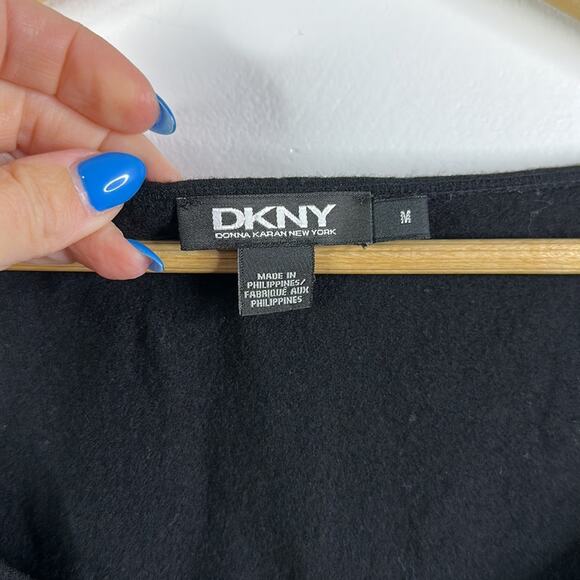 DKNY
DONNA KARAN NEW YORK
M
MADE IN
PHILIPPINES/
FABRIQUÉ AUX
PHILIPPINES